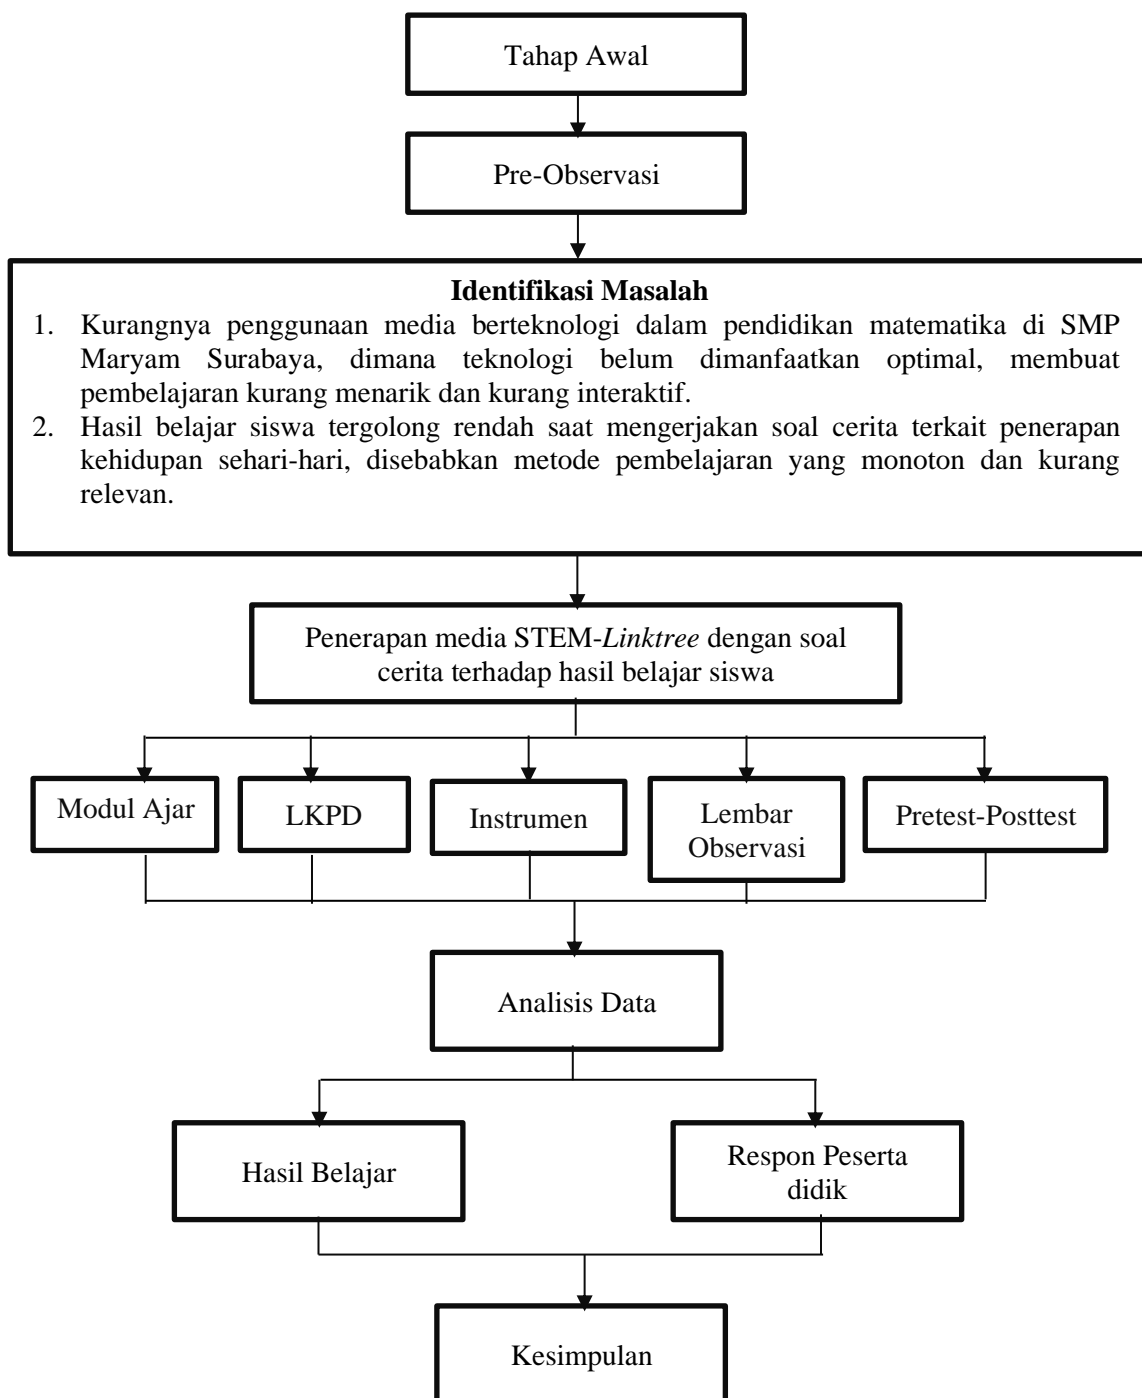 Tahap Awal
Pre-Observasi
Identifikasi Masalah
1. Kurangnya penggunaan media berteknologi dalam pendidikan matematika di SMP
Maryam Surabaya, dimana teknologi belum dimanfaatkan optimal, membuat
pembelajaran kurang menarik dan kurang interaktif.
2. Hasil belajar siswa tergolong rendah saat mengerjakan soal cerita terkait penerapan
kehidupan sehari-hari, disebabkan metode pembelajaran yang monoton dan kurang
relevan.
Penerapan media STEM-Linktree dengan soal
cerita terhadap hasil belajar siswa
Modul Ajar
LKPD
Instrumen
Lembar
Observasi
Pretest-Posttest
Analisis Data
Hasil Belajar
Respon Peserta
didik
Kesimpulan